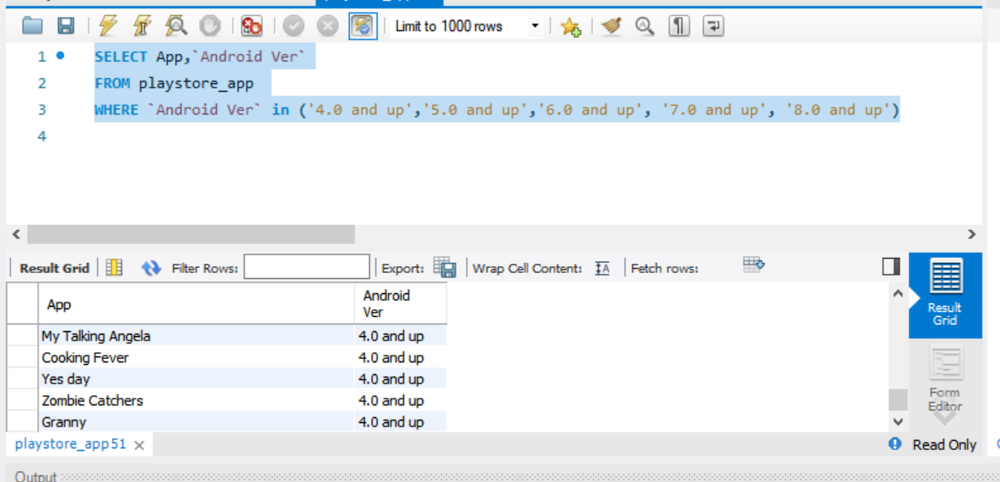 Limit to 1000 rows
1 SELECT App,`Android Ver`
2 FROM playstore_app
3 WHERE `Android Ver` in ('4.0 and up','5.0 and up','6.0 and up', '7.0 and up', '8.0 and up')
4
Result Grid Filter Rows: Export: Wrap Cell Content: Fetch rows:
App Android Ver
My Talking Angela 4.0 and up
Cooking Fever 4.0 and up
Yes day 4.0 and up
Zombie Catchers 4.0 and up
Granny 4.0 and up
Result
Grid
Form
Editor
playstore_app51 Read Only
Output